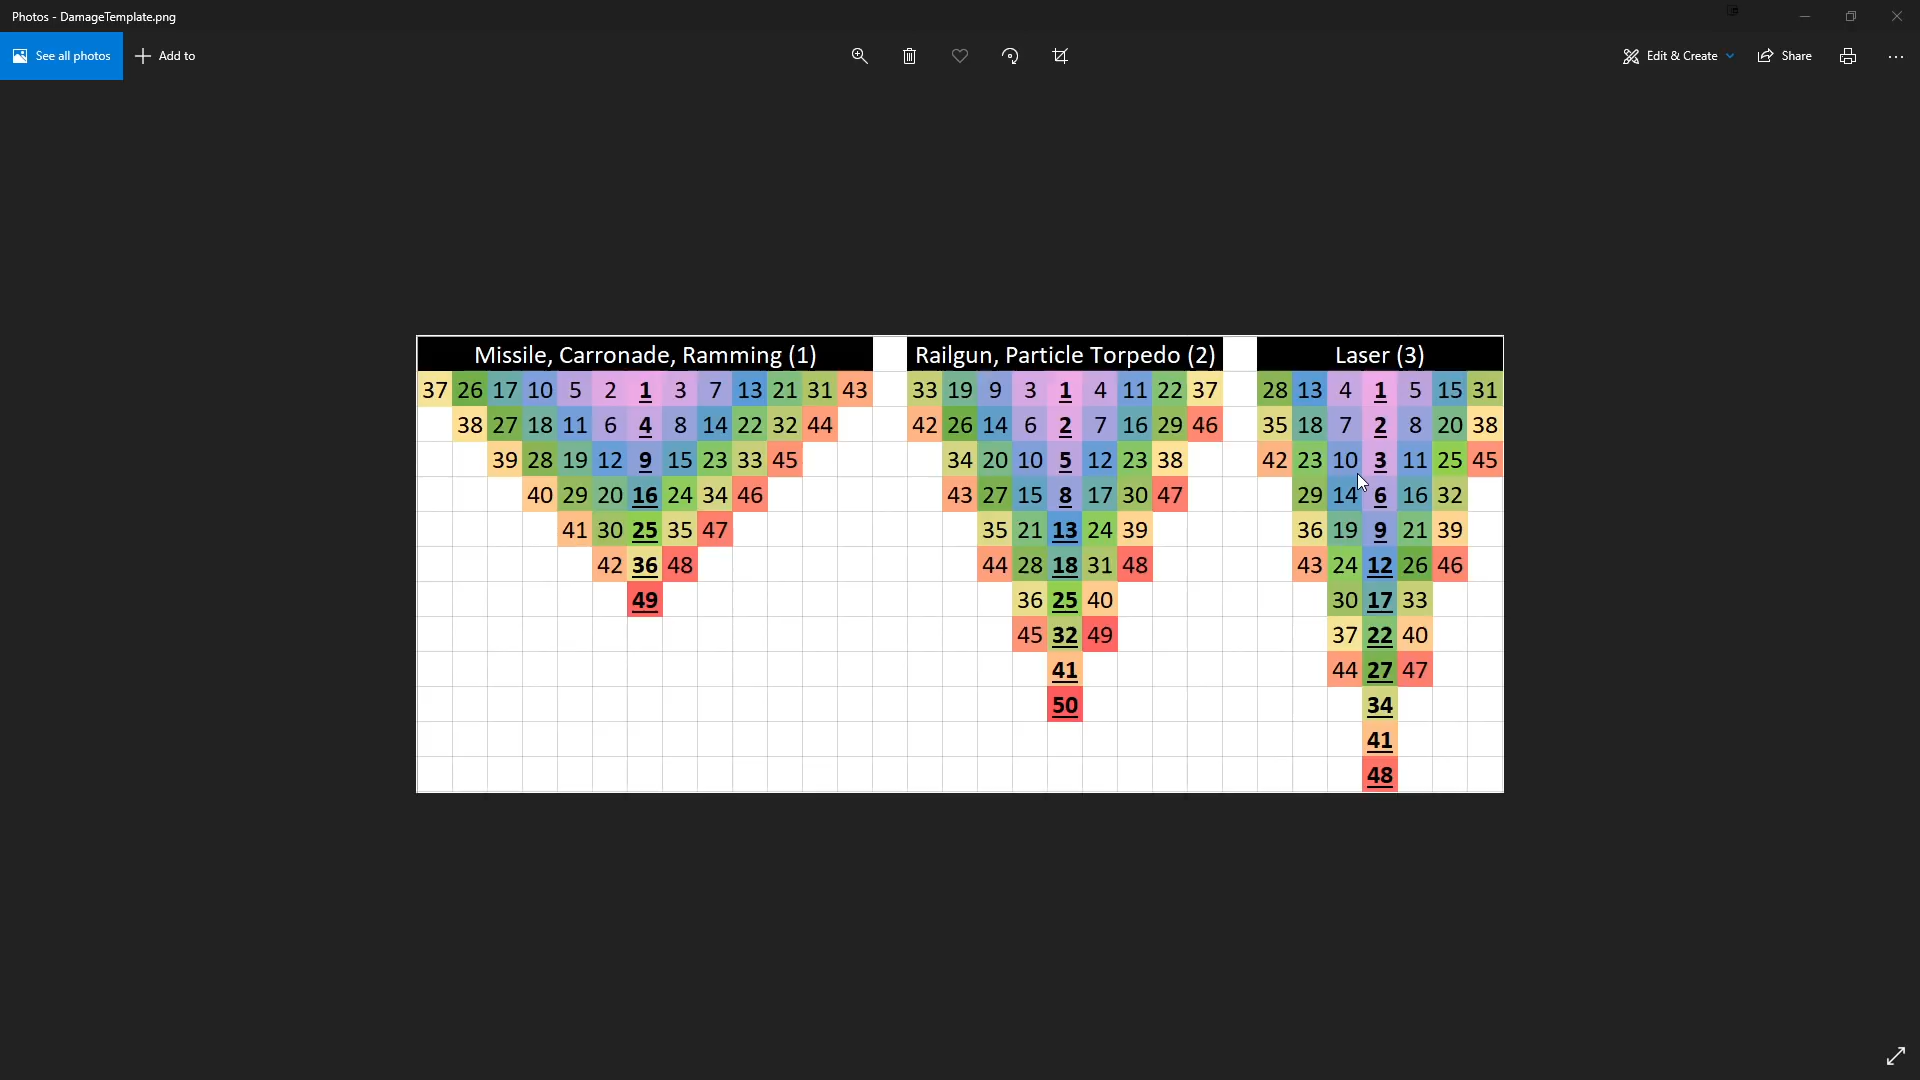 Photos - DamageTemplate.png
See all photos Add to Edit & Create Share
Missile, Carronade, Ramming (1) Railgun, Particle Torpedo (2) Laser (3)
37 26 17 10 5 2 1 3 7 13 21 31 43 33 19 9 3 1 4 11 22 37 28 13 4 1 5 15 31
38 27 18 11 6 4 8 14 22 32 44 42 26 14 6 2 7 16 29 46 35 18 7 2 8 20 38
39 28 19 12 9 15 23 33 45 34 20 10 5 12 23 38 42 23 10 3 11 25 45
40 29 20 16 24 34 46 43 27 15 8 17 30 47 29 14 6 16 32
41 30 25 35 47 35 21 13 24 39 36 19 9 21 39
42 36 48 44 28 18 31 48 43 24 12 26 46
49 36 25 40 30 17 33
45 32 49 37 22 40
41 44 27 47
50 34
41
48